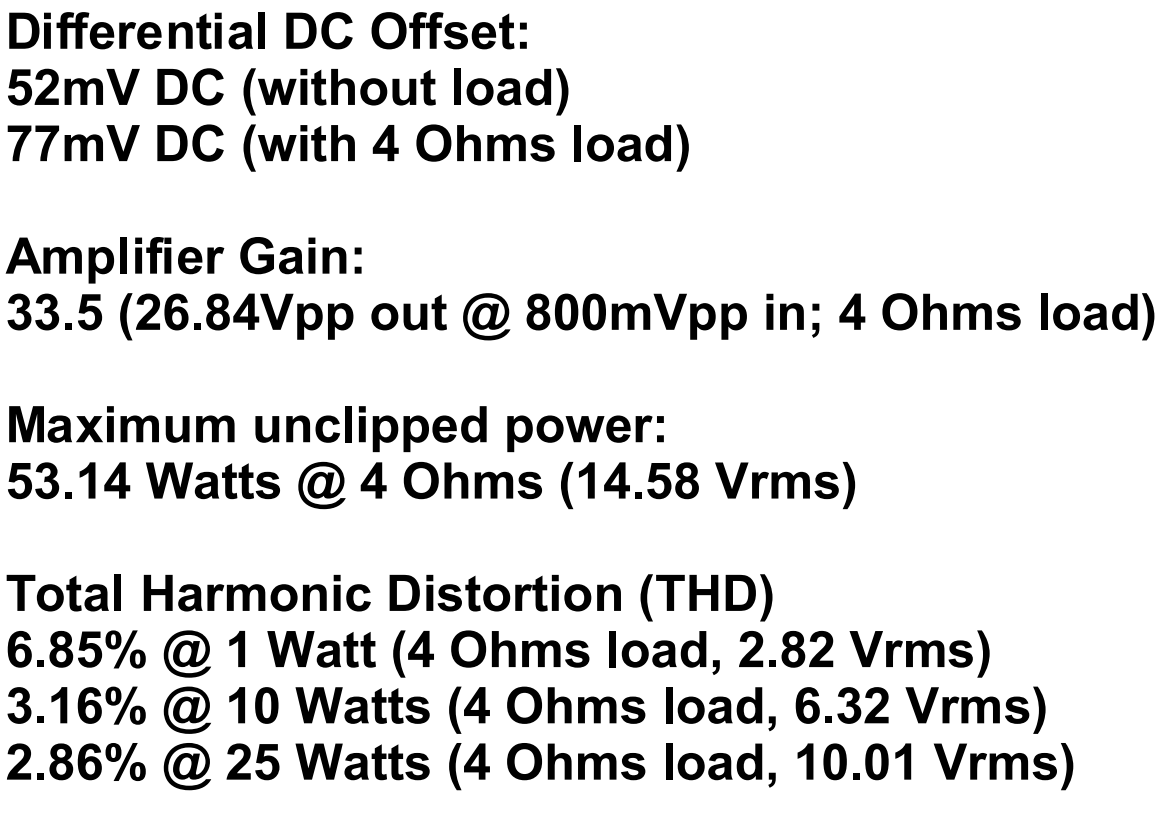 Differential DC Offset:
52mV DC (without load)
77mV DC (with 4 Ohms load)
Amplifier Gain:
33.5 (26.84Vpp out @ 800mVpp in; 4 Ohms load)
Maximum unclipped power:
53.14 Watts @ 4 Ohms (14.58 Vrms)
Total Harmonic Distortion (THD)
6.85% @ 1 Watt (4 Ohms load, 2.82 Vrms)
3.16% @ 10 Watts (4 Ohms load, 6.32 Vrms)
2.86% @ 25 Watts (4 Ohms load, 10.01 Vrms)